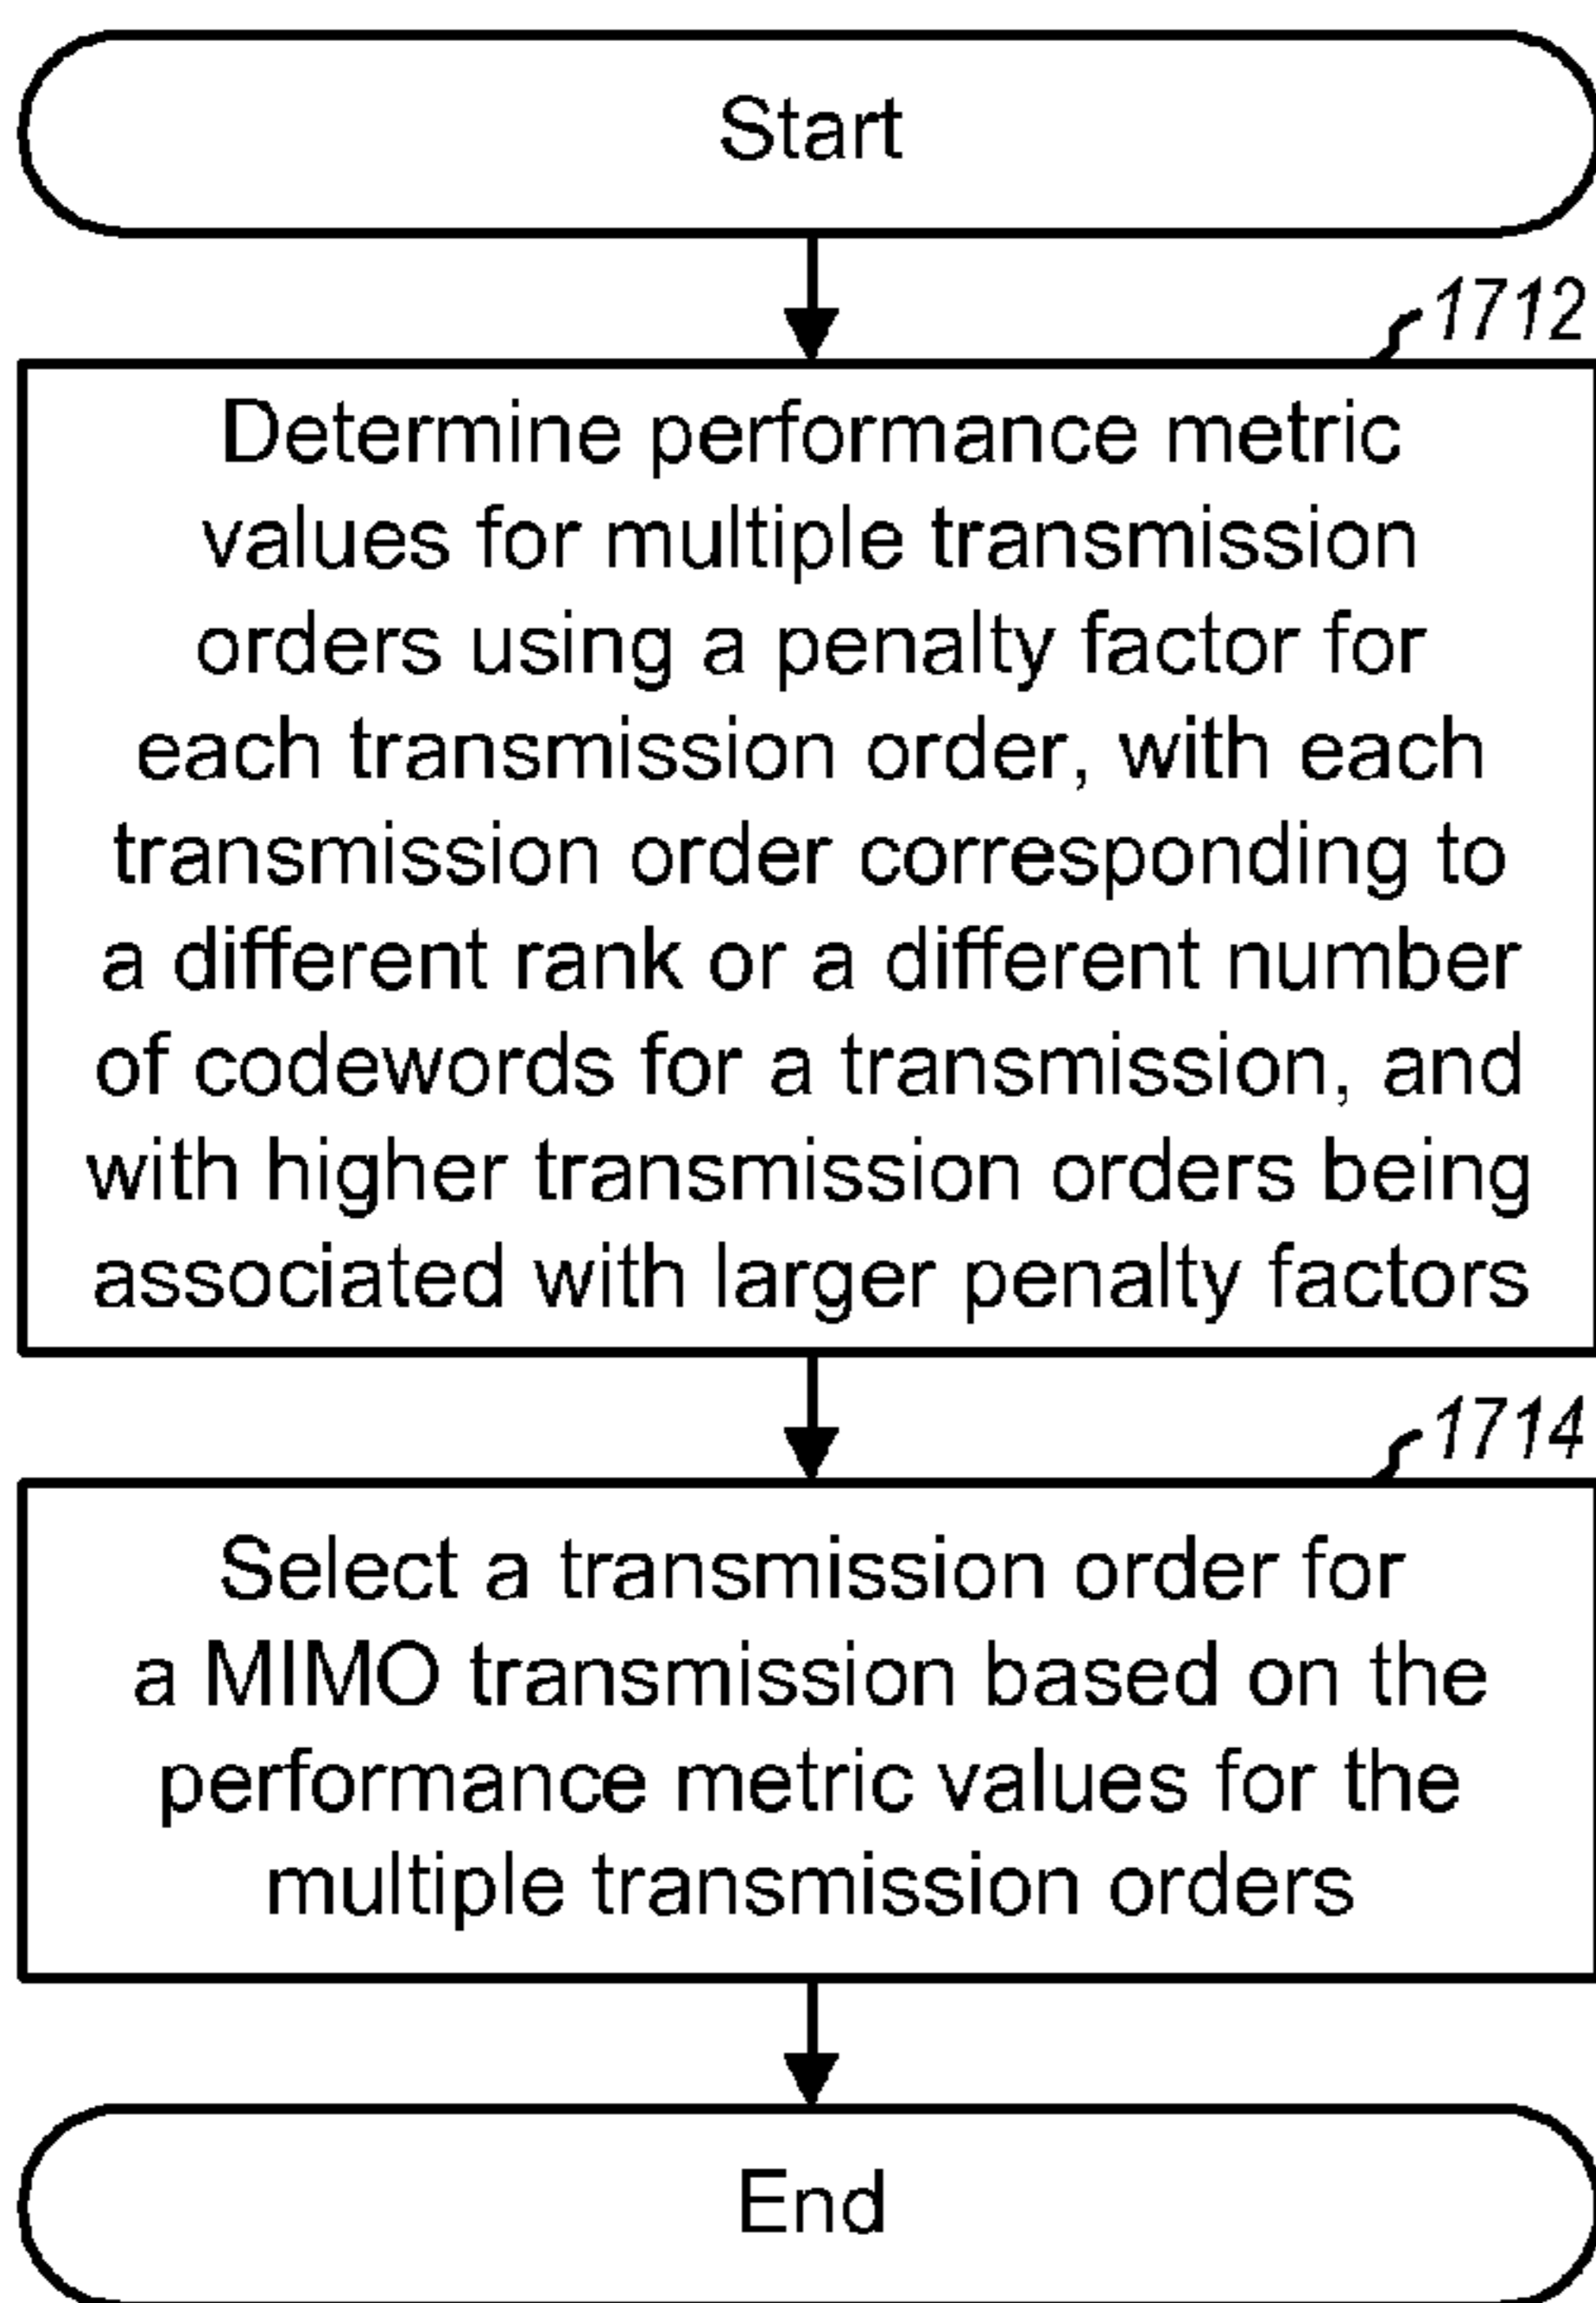 Start
1712
Determine performance metric
values for multiple transmission
orders using a penalty factor for
each transmission order, with each
transmission order corresponding to
a different rank or a different number
of codewords for a transmission, and
with higher transmission orders being
associated with larger penalty factors
1714
Select a transmission order for
a MIMO transmission based on the
performance metric values for the
multiple transmission orders
End